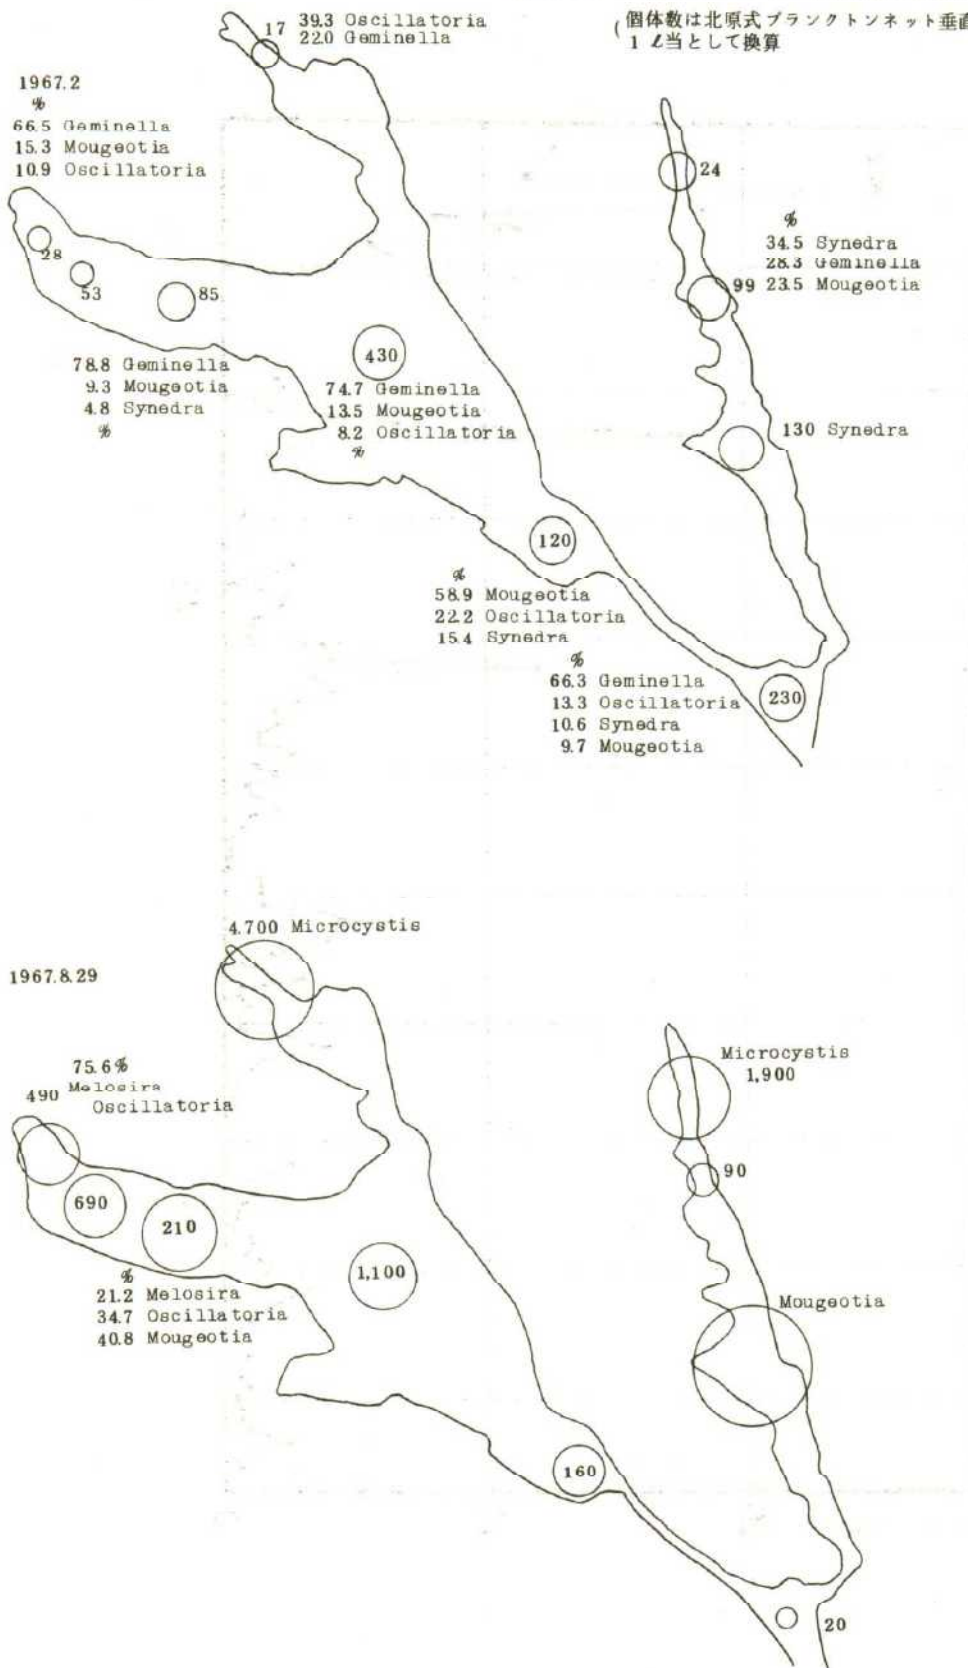 (個体数は北原式プランクトンネット垂直
1ℓ当として換算
1967.2
17
39.3 Oscillatoria
22.0 Geminella
%
66.5 Geminella
15.3 Mougeotia
10.9 Oscillatoria
28
53
85
78.8 Geminella
9.3 Mougeotia
4.8 Synedra
%
430
74.7 Geminella
13.5 Mougeotia
8.2 Oscillatoria
%
120
%
58.9 Mougeotia
22.2 Oscillatoria
15.4 Synedra
%
66.3 Geminella
13.3 Oscillatoria
10.6 Synedra
9.7 Mougeotia
230
24
%
34.5 Synedra
28.3 Geminella
99 23.5 Mougeotia
130 Synedra
1967.8.29
4.700 Microcystis
75.6%
490 Melosira
Oscillatoria
690
210
%
21.2 Melosira
34.7 Oscillatoria
40.8 Mougeotia
1,100
160
20
Microcystis
1,900
90
Mougeotia